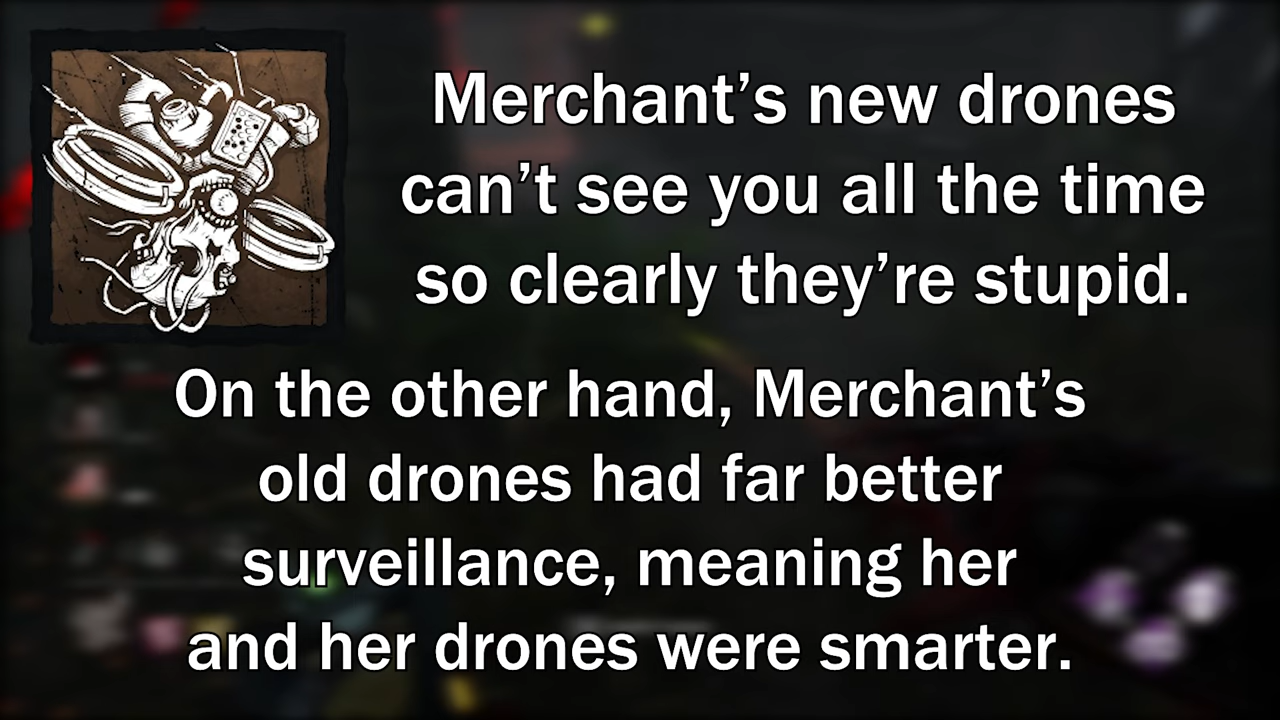 Merchant’s new drones
can’t see you all the time
so clearly they’re stupid.
On the other hand, Merchant’s
old drones had far better
surveillance, meaning her
and her drones were smarter.